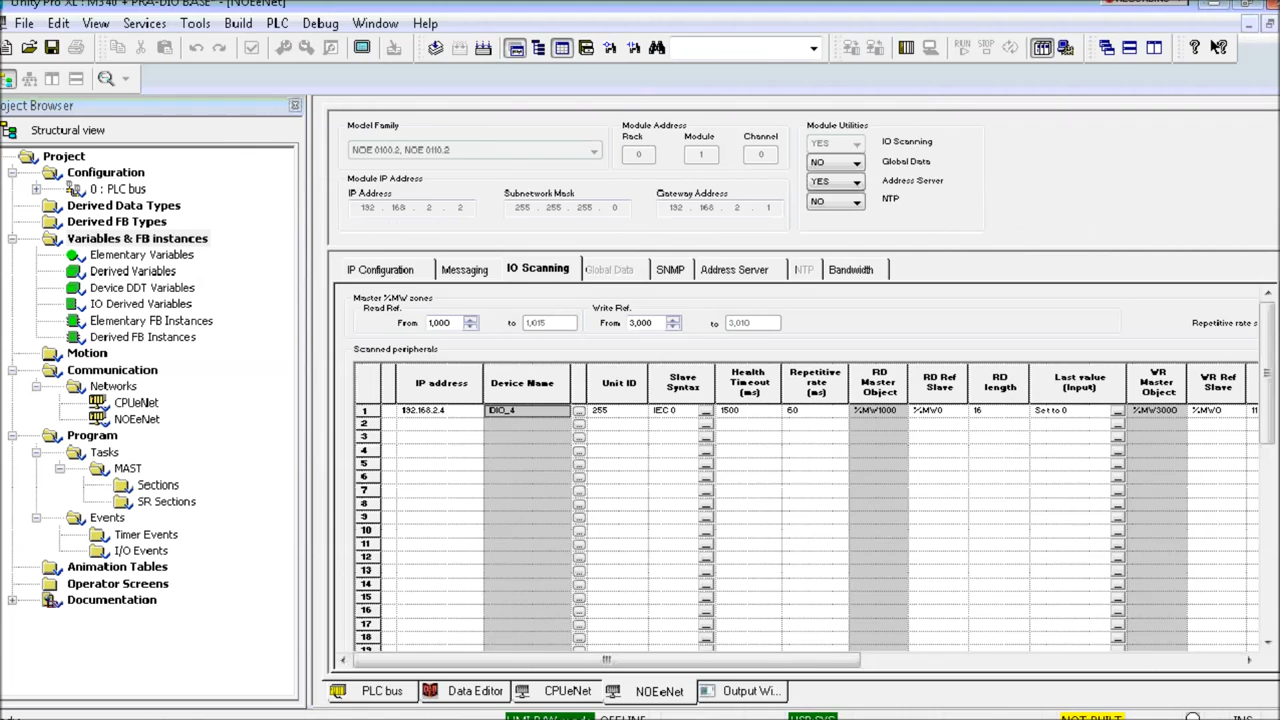 Unity Pro XL : M340 + PRA-DIO BASE* - [NOEeNet]
File Edit View Services Tools Build PLC Debug Window Help
Project Browser
Structural view
Project
Configuration
0 : PLC bus
Derived Data Types
Derived FB Types
Variables & FB instances
Elementary Variables
Derived Variables
Device DDT Variables
IO Derived Variables
Elementary FB Instances
Derived FB Instances
Motion
Communication
Networks
CPUeNet
NOEeNet
Program
Tasks
MAST
Sections
SR Sections
Events
Timer Events
I/O Events
Animation Tables
Operator Screens
Documentation
Model Family
NOE 0100.2, NOE 0110.2
Module Address
Rack Module Channel
0 1 0
Module Utilities
YES IO Scanning
NO Global Data
YES Address Server
NO NTP
Module IP Address
IP Address Subnetwork Mask Gateway Address
192 . 168 . 2 . 2 255 . 255 . 255 . 0 192 . 168 . 2 . 1
IP Configuration Messaging IO Scanning Global Data SNMP Address Server NTP Bandwidth
Master %MW zones
Read Ref. Write Ref.
From 1,000 to 1,015 From 3,000 to 3,010 Repetitive rate s
Scanned peripherals
IP address Device Name Unit ID Slave Syntax Health Timeout (ms) Repetitive rate (ms) RD Master Object RD Ref Slave RD length Last value (Input) WR Master Object WR Ref Slave
1 192.168.2.4 DIO_4 ... 255 IEC 0 ... 1500 60 %MW1000 %MW0 16 Set to 0 ... %MW3000 %MW0 11
2
3
4
5
6
7
8
9
10
11
12
13
14
15
16
17
18
19
PLC bus Data Editor CPUeNet NOEeNet Output Wi...
OFFLINE USB:SYS NOT BUILT INS